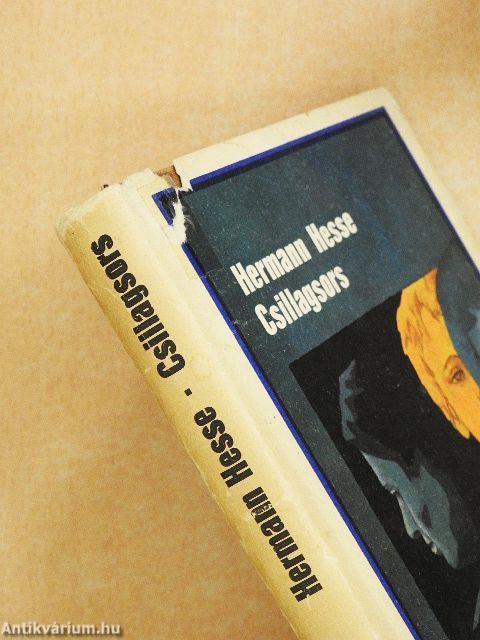 Hermann Hesse
Csillagsors
Hermann Hesse · Csillagsors
Antikvárium.hu